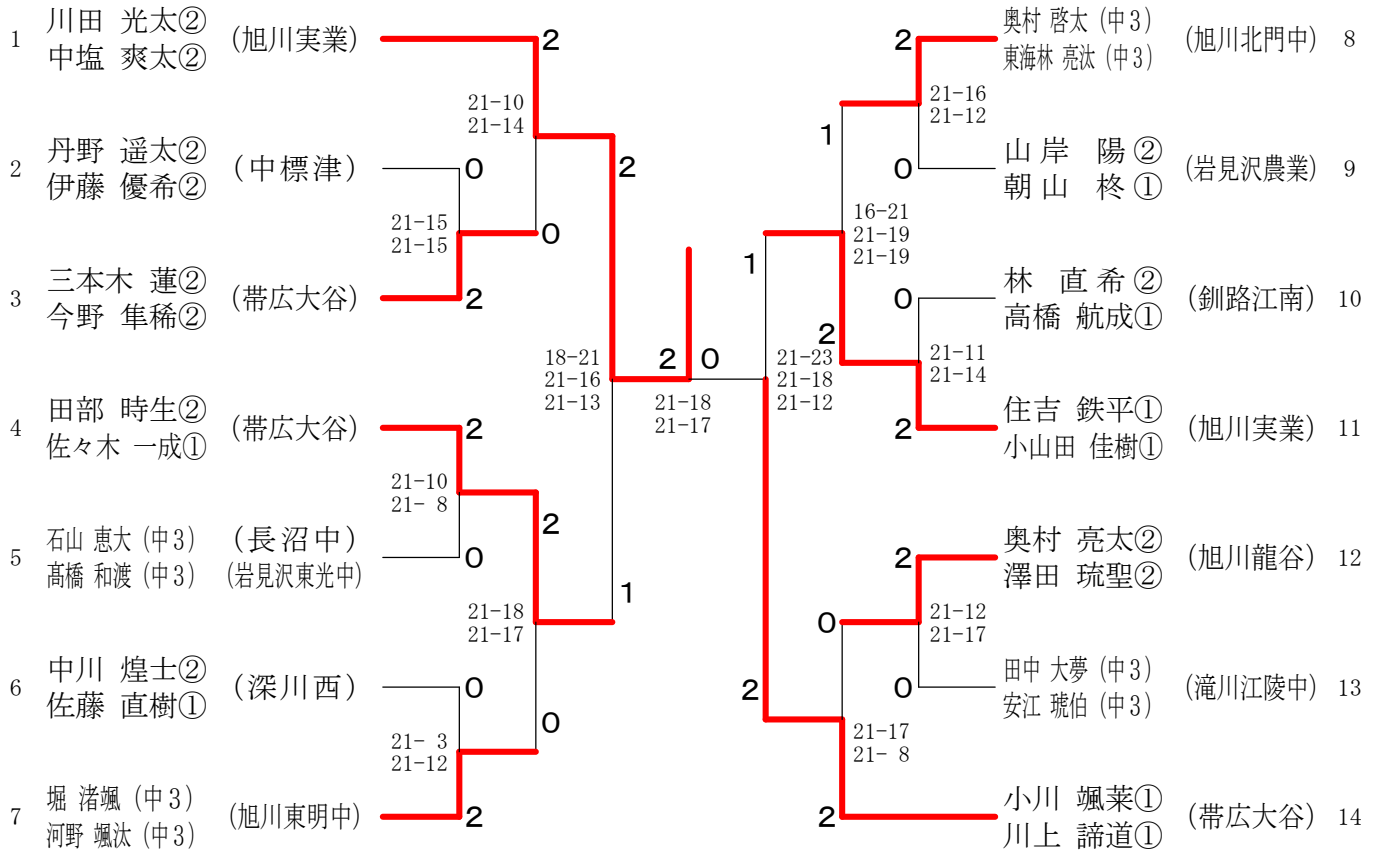 1 川田 光太② (旭川実業)
中塩 爽太②
2
21-10
21-14
2 丹野 遥太② (中標津)
伊藤 優希②
0
2
21-15
21-15
0
3 三本木 蓮② (帯広大谷)
今野 隼稀②
2
18-21
21-16
21-13
4 田部 時生② (帯広大谷)
佐々木 一成①
2
21-10
21- 8
2
5 石山 恵大 (中3) (長沼中)
髙橋 和渡 (中3) (岩見沢東光中)
0
1
21-18
21-17
6 中川 煌士② (深川西)
佐藤 直樹①
0
0
21- 3
21-12
7 堀 渚颯 (中3) (旭川東明中)
河野 颯汰 (中3)
2
2 0
21-18
21-17
2 奥村 啓太 (中3) (旭川北門中) 8
東海林 亮汰 (中3)
21-16
21-12
1
0 山岸 陽② (岩見沢農業) 9
朝山 柊①
16-21
21-19
21-19
1
0 林 直希② (釧路江南) 10
高橋 航成①
2
21-11
21-14
21-23
21-18
21-12
2 住吉 鉄平① (旭川実業) 11
小山田 佳樹①
2 奥村 亮太② (旭川龍谷) 12
澤田 琉聖②
21-12
21-17
0
0 田中 大夢 (中3) (滝川江陵中) 13
安江 琥伯 (中3)
2
21-17
21- 8
2 小川 颯菜① (帯広大谷) 14
川上 諦道①